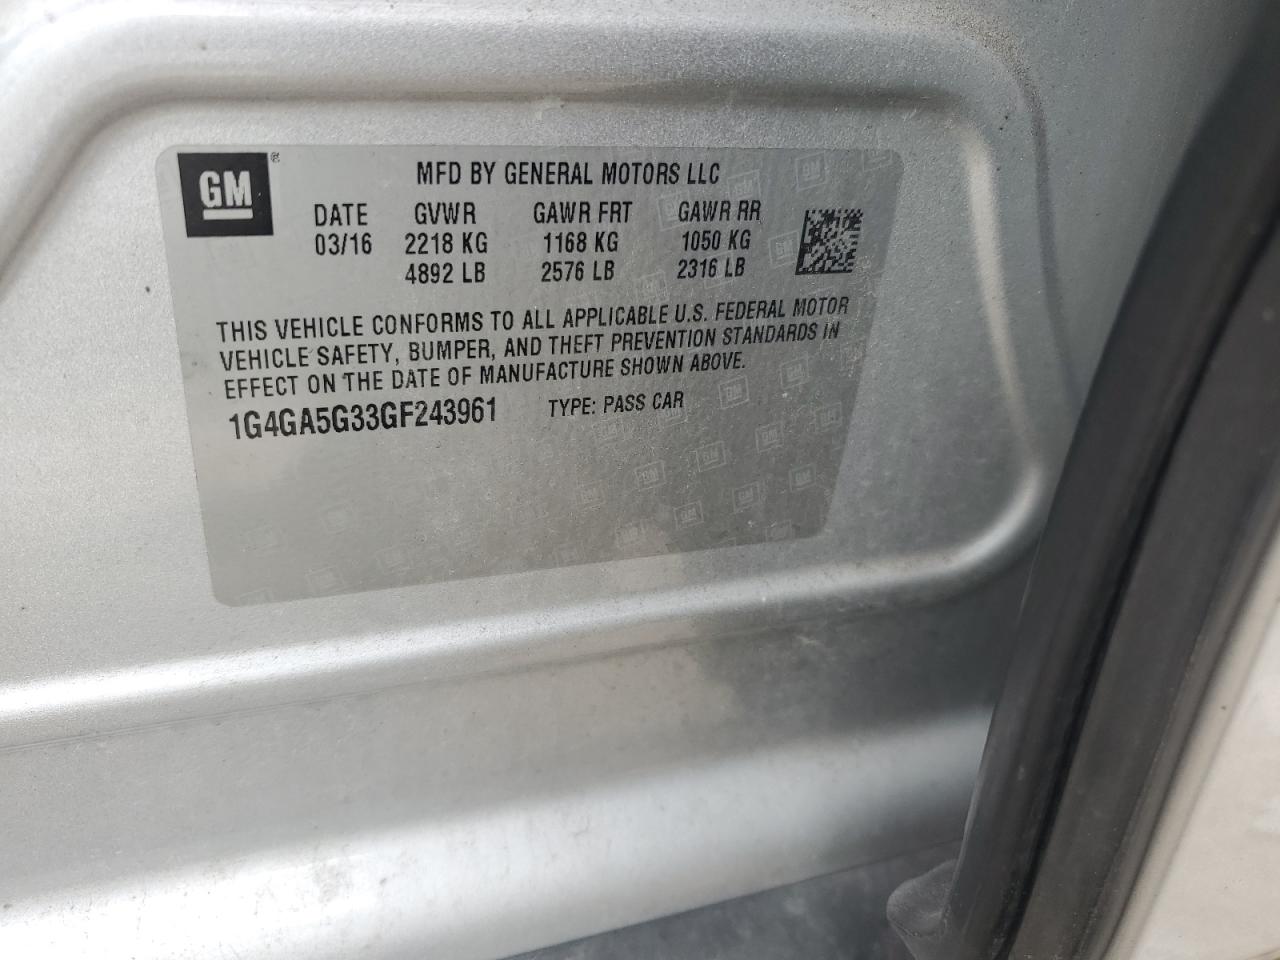 GM®
MFD BY GENERAL MOTORS LLC
DATE GVWR GAWR FRT GAWR RR
03/16 2218 KG 1168 KG 1050 KG
4892 LB 2576 LB 2316 LB
THIS VEHICLE CONFORMS TO ALL APPLICABLE U.S. FEDERAL MOTOR
VEHICLE SAFETY, BUMPER, AND THEFT PREVENTION STANDARDS IN
EFFECT ON THE DATE OF MANUFACTURE SHOWN ABOVE.
1G4GA5G33GF243961 TYPE: PASS CAR